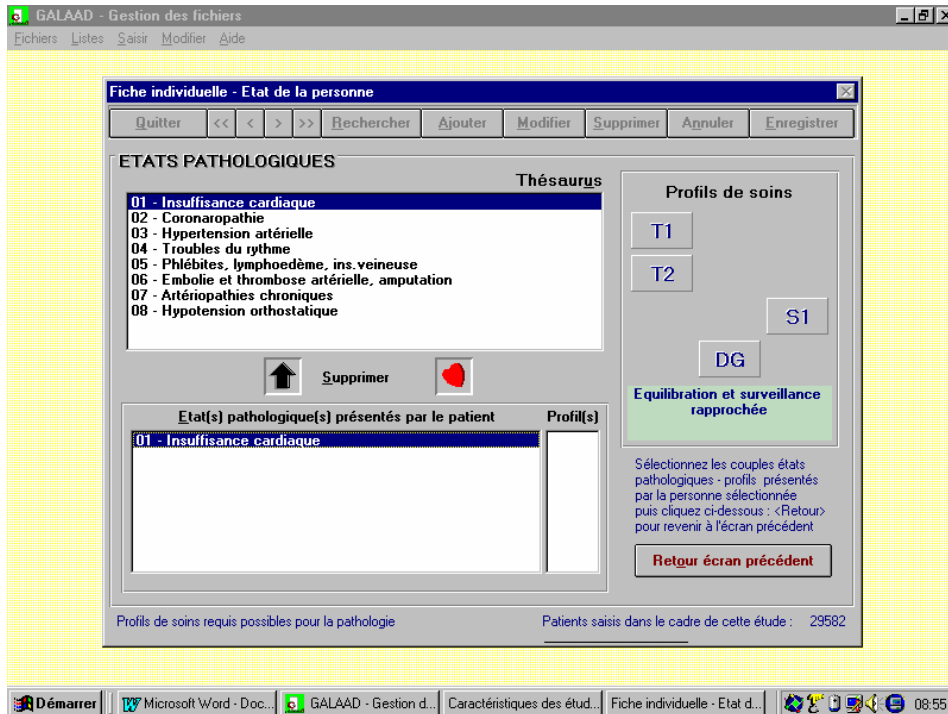 GALAAD - Gestion des fichiers
Fichiers Listes Saisir Modifier Aide
Fiche individuelle - Etat de la personne
Quitter << < > >> Rechercher Ajouter Modifier Supprimer Annuler Enregistrer
ETATS PATHOLOGIQUES
Thésaurus
01 - Insuffisance cardiaque
02 - Coronaropathie
03 - Hypertension artérielle
04 - Troubles du rythme
05 - Phlébites, lymphoedème, ins.veineuse
06 - Embolie et thrombose artérielle, amputation
07 - Artériopathies chroniques
08 - Hypotension orthostatique
Supprimer
Etat(s) pathologique(s) présentés par le patient Profil(s)
01 - Insuffisance cardiaque
Profils de soins
T1
T2
S1
DG
Equilibration et surveillance
rapprochée
Sélectionnez les couples états
pathologiques - profils présentés
par la personne sélectionnée
puis cliquez ci-dessous : <Retour>
pour revenir à l'écran précédent
Retour écran précédent
Profils de soins requis possibles pour la pathologie
Patients saisis dans le cadre de cette étude : 29582
Démarrer Microsoft Word - Doc... GALAAD - Gestion d... Caractéristiques des étud... Fiche individuelle - Etat d...